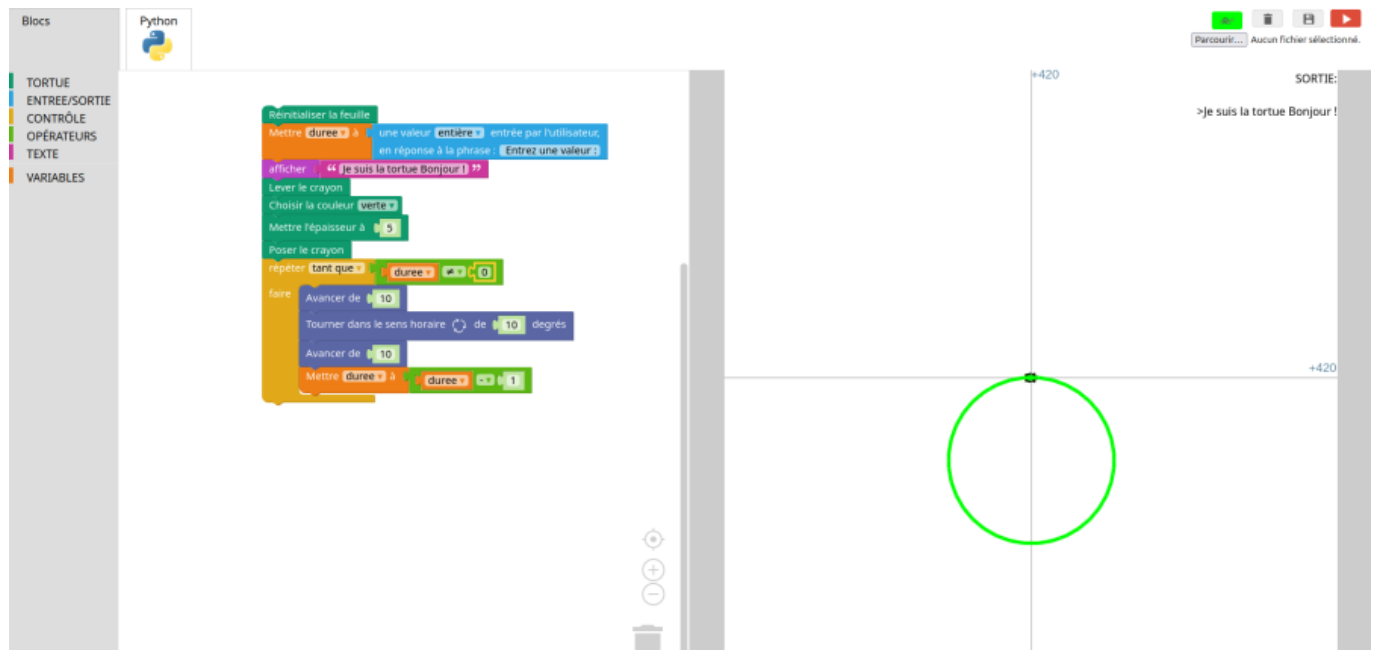 Blocs
Python
Parcourir... Aucun fichier sélectionné.
TORTUE
ENTREE/SORTIE
CONTRÔLE
OPÉRATEURS
TEXTE
VARIABLES
Réinitialiser la feuille
Mettre duree à une valeur entière entrée par l'utilisateur,
en réponse à la phrase : Entrez une valeur :
afficher “ Je suis la tortue Bonjour ! ”
Lever le crayon
Choisir la couleur verte
Mettre l'épaisseur à 5
Poser le crayon
répéter tant que duree ≠ 0
faire Avancer de 10
Tourner dans le sens horaire de 10 degrés
Avancer de 10
Mettre duree à duree - 1
+420
SORTIE:
>Je suis la tortue Bonjour !
+420